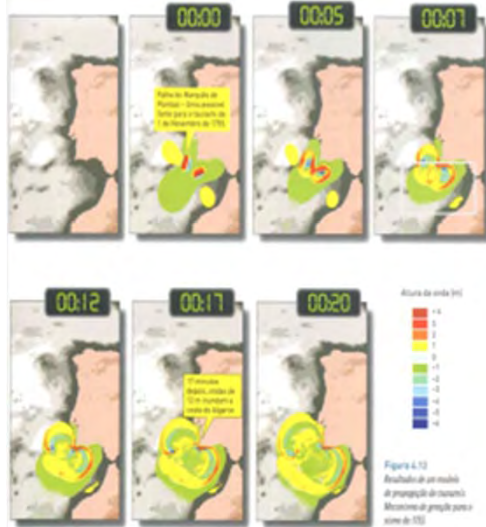 00:00
00:05
00:07
Falha do Marquês de
Pombal – Uma possível
fonte para o tsunami de
1 de Novembro de 1755
00:12
00:17
00:20
17 minutos
depois, ondas de
10 m inundam a
costa do Algarve
Altura da onda (m)
Figura 4.13
Resultados de um modelo
de propagação do tsunami.
Mecanismo de geração para o
sismo de 1755.